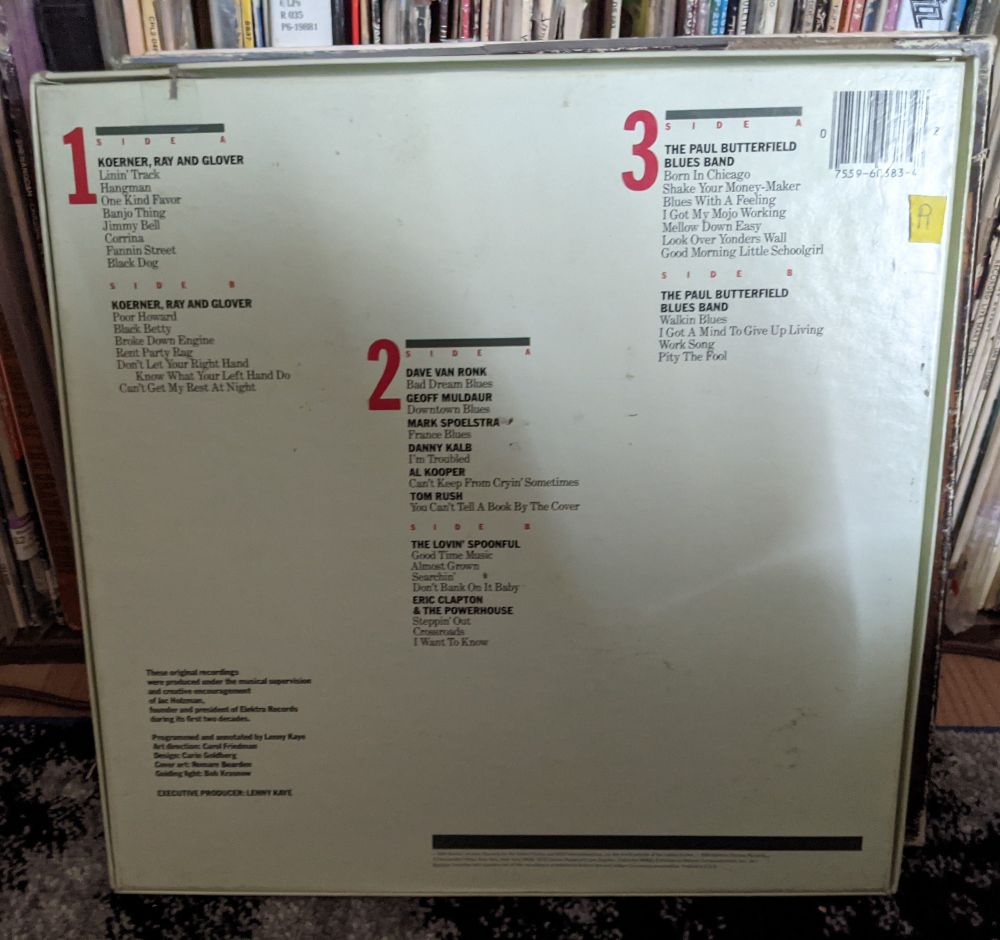 R 035
P6-19881
1
SIDE A
KOERNER, RAY AND GLOVER
Linin' Track
Hangman
One Kind Favor
Banjo Thing
Jimmy Bell
Corrina
Fannin Street
Black Dog
SIDE B
KOERNER, RAY AND GLOVER
Poor Howard
Black Betty
Broke Down Engine
Rent Party Rag
Don't Let Your Right Hand
Know What Your Left Hand Do
Can't Get My Rest At Night
2
SIDE A
DAVE VAN RONK
Bad Dream Blues
GEOFF MULDAUR
Downtown Blues
MARK SPOELSTRA
France Blues
DANNY KALB
I'm Troubled
AL KOOPER
Can't Keep From Cryin' Sometimes
TOM RUSH
You Can't Tell A Book By The Cover
SIDE B
THE LOVIN' SPOONFUL
Good Time Music
Almost Grown
Searchin'
Don't Bank On It Baby
ERIC CLAPTON
& THE POWERHOUSE
Steppin' Out
Crossroads
I Want To Know
3
SIDE A
THE PAUL BUTTERFIELD
BLUES BAND
Born In Chicago
Shake Your Money-Maker
Blues With A Feeling
I Got My Mojo Working
Mellow Down Easy
Look Over Yonders Wall
Good Morning Little Schoolgirl
SIDE B
THE PAUL BUTTERFIELD
BLUES BAND
Walkin Blues
I Got A Mind To Give Up Living
Work Song
Pity The Fool
0
2
7559-60383-4
A
These original recordings
were produced under the musical supervision
and creative encouragement
of Jac Holzman,
founder and president of Elektra Records
during its first two decades.
Programmed and annotated by Lenny Kaye
Art direction: Carol Friedman
Design: Carin Goldberg
Cover art: Romare Bearden
Guiding light: Bob Krasnow
EXECUTIVE PRODUCER: LENNY KAYE